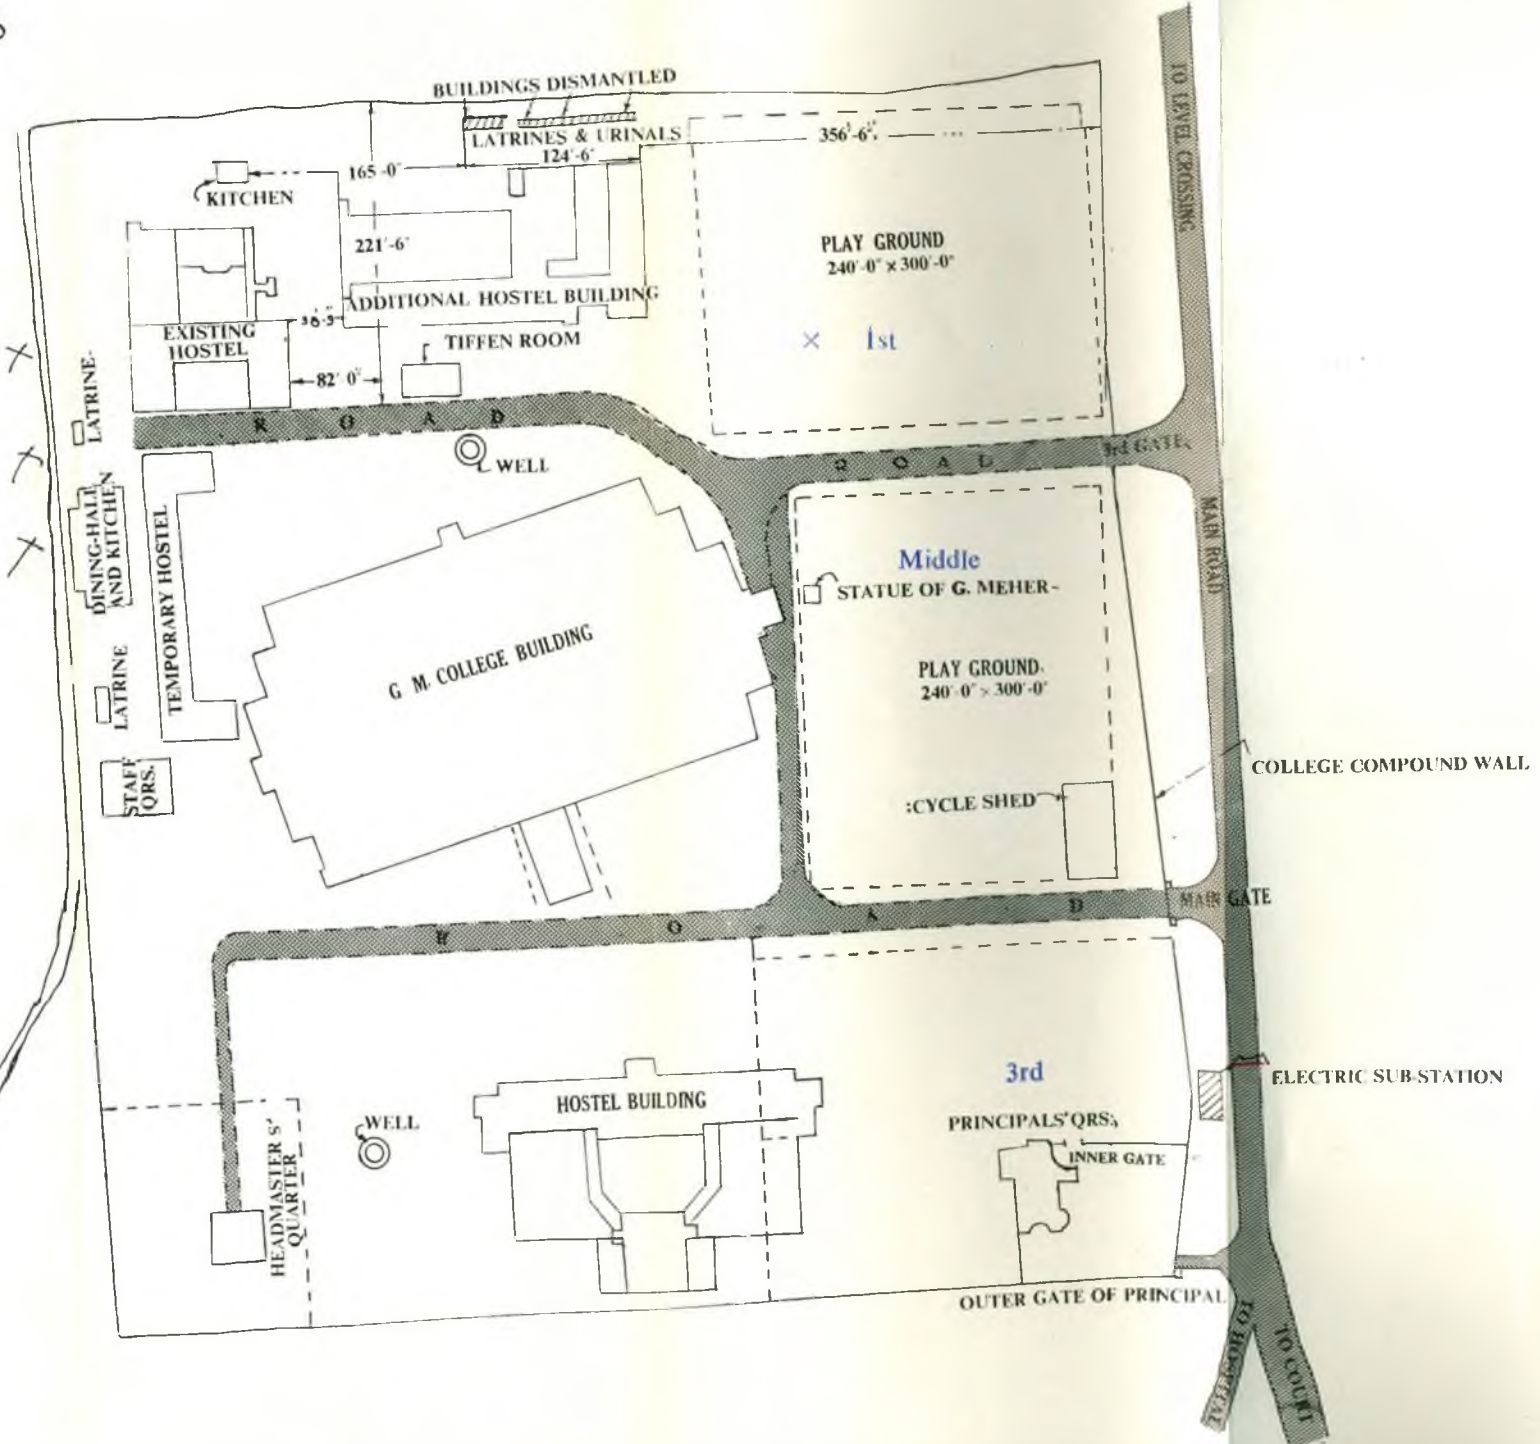 BUILDINGS DISMANTLED
LATRINES & URINALS
124'-6"
356'-6"
165-0"
KITCHEN
221'-6"
PLAY GROUND
240'-0" × 300'-0"
ADDITIONAL HOSTEL BUILDING
EXISTING
HOSTEL
TIFFEN ROOM
× 1st
82' 0"
LATRINE
ROAD
WELL
ROAD
3rd GATE
TO LEVEL CROSSING
MAIN ROAD
DINING-HALL
AND KITCHEN
TEMPORARY HOSTEL
Middle
STATUE OF G. MEHER
G M. COLLEGE BUILDING
PLAY GROUND
240'-0" × 300'-0"
LATRINE
STAFF
QRS.
COLLEGE COMPOUND WALL
:CYCLE SHED
MAIN GATE
ROAD
3rd
ELECTRIC SUB-STATION
HOSTEL BUILDING
WELL
PRINCIPALS' QRS.,
INNER GATE
HEADMASTER S'
QUARTER
OUTER GATE OF PRINCIPAL
TO HOSPITAL
TO COURT